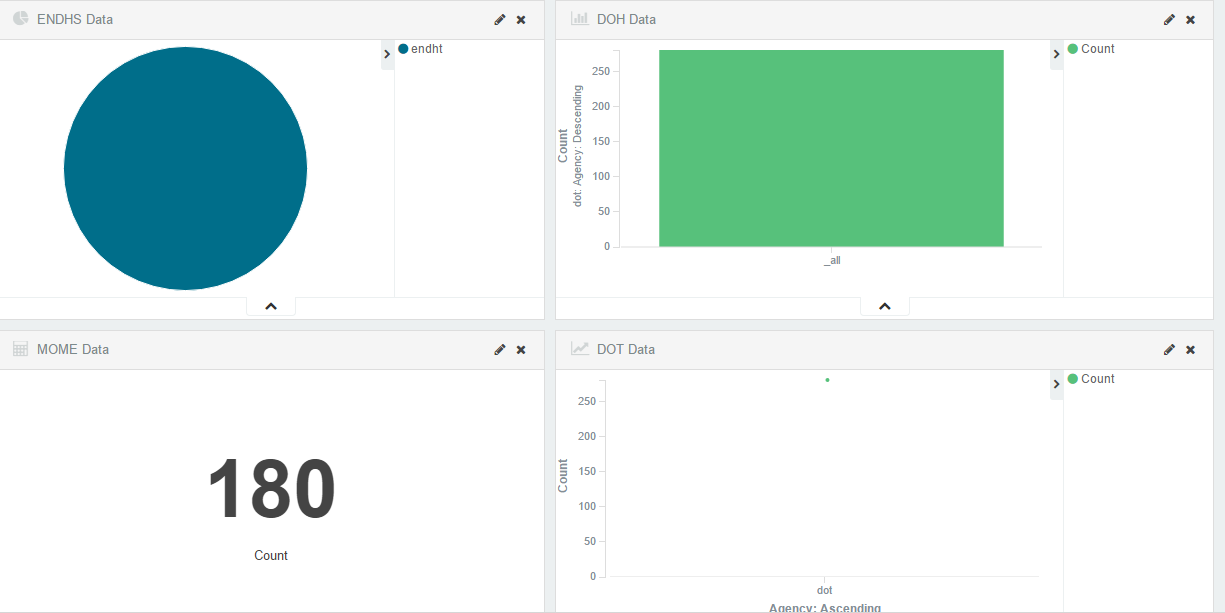 ENDHS Data
endht
DOH Data
Count
250
200
150
100
50
0
Count
dot: Agency: Descending
_all
MOME Data
180
Count
DOT Data
Count
250
200
150
100
50
0
Count
dot
Agency: Ascending